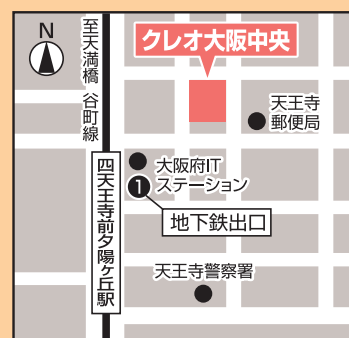 N
至天満橋
谷町線
クレオ大阪中央
天王寺
郵便局
大阪府IT
ステーション
1
地下鉄出口
四天王寺前夕陽ヶ丘駅
天王寺警察署